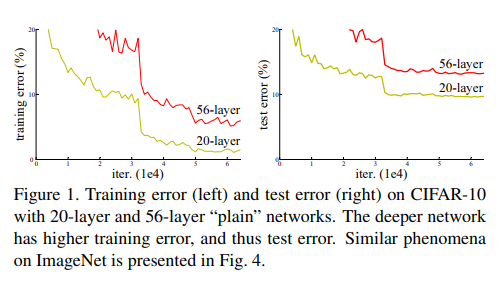 20
10
0
training error (%)
56-layer
20-layer
0 1 2 3 4 5 6
iter. (1e4)
20
10
0
test error (%)
56-layer
20-layer
0 1 2 3 4 5 6
iter. (1e4)
Figure 1. Training error (left) and test error (right) on CIFAR-10
with 20-layer and 56-layer “plain” networks. The deeper network
has higher training error, and thus test error. Similar phenomena
on ImageNet is presented in Fig. 4.